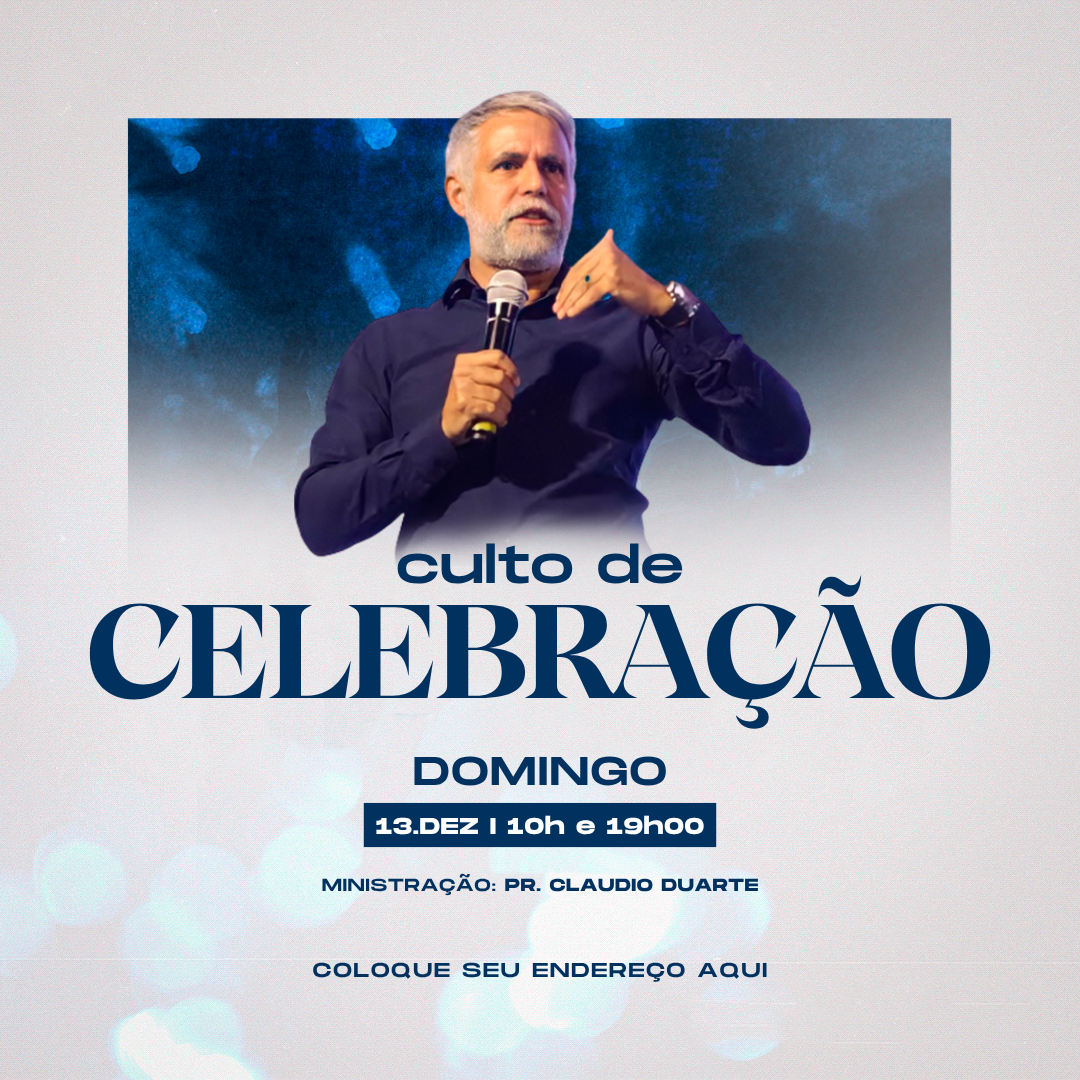 culto de
CELEBRAÇÃO
DOMINGO
13.DEZ | 10h e 19h00
MINISTRAÇÃO: PR. CLAUDIO DUARTE
COLOQUE SEU ENDEREÇO AQUI